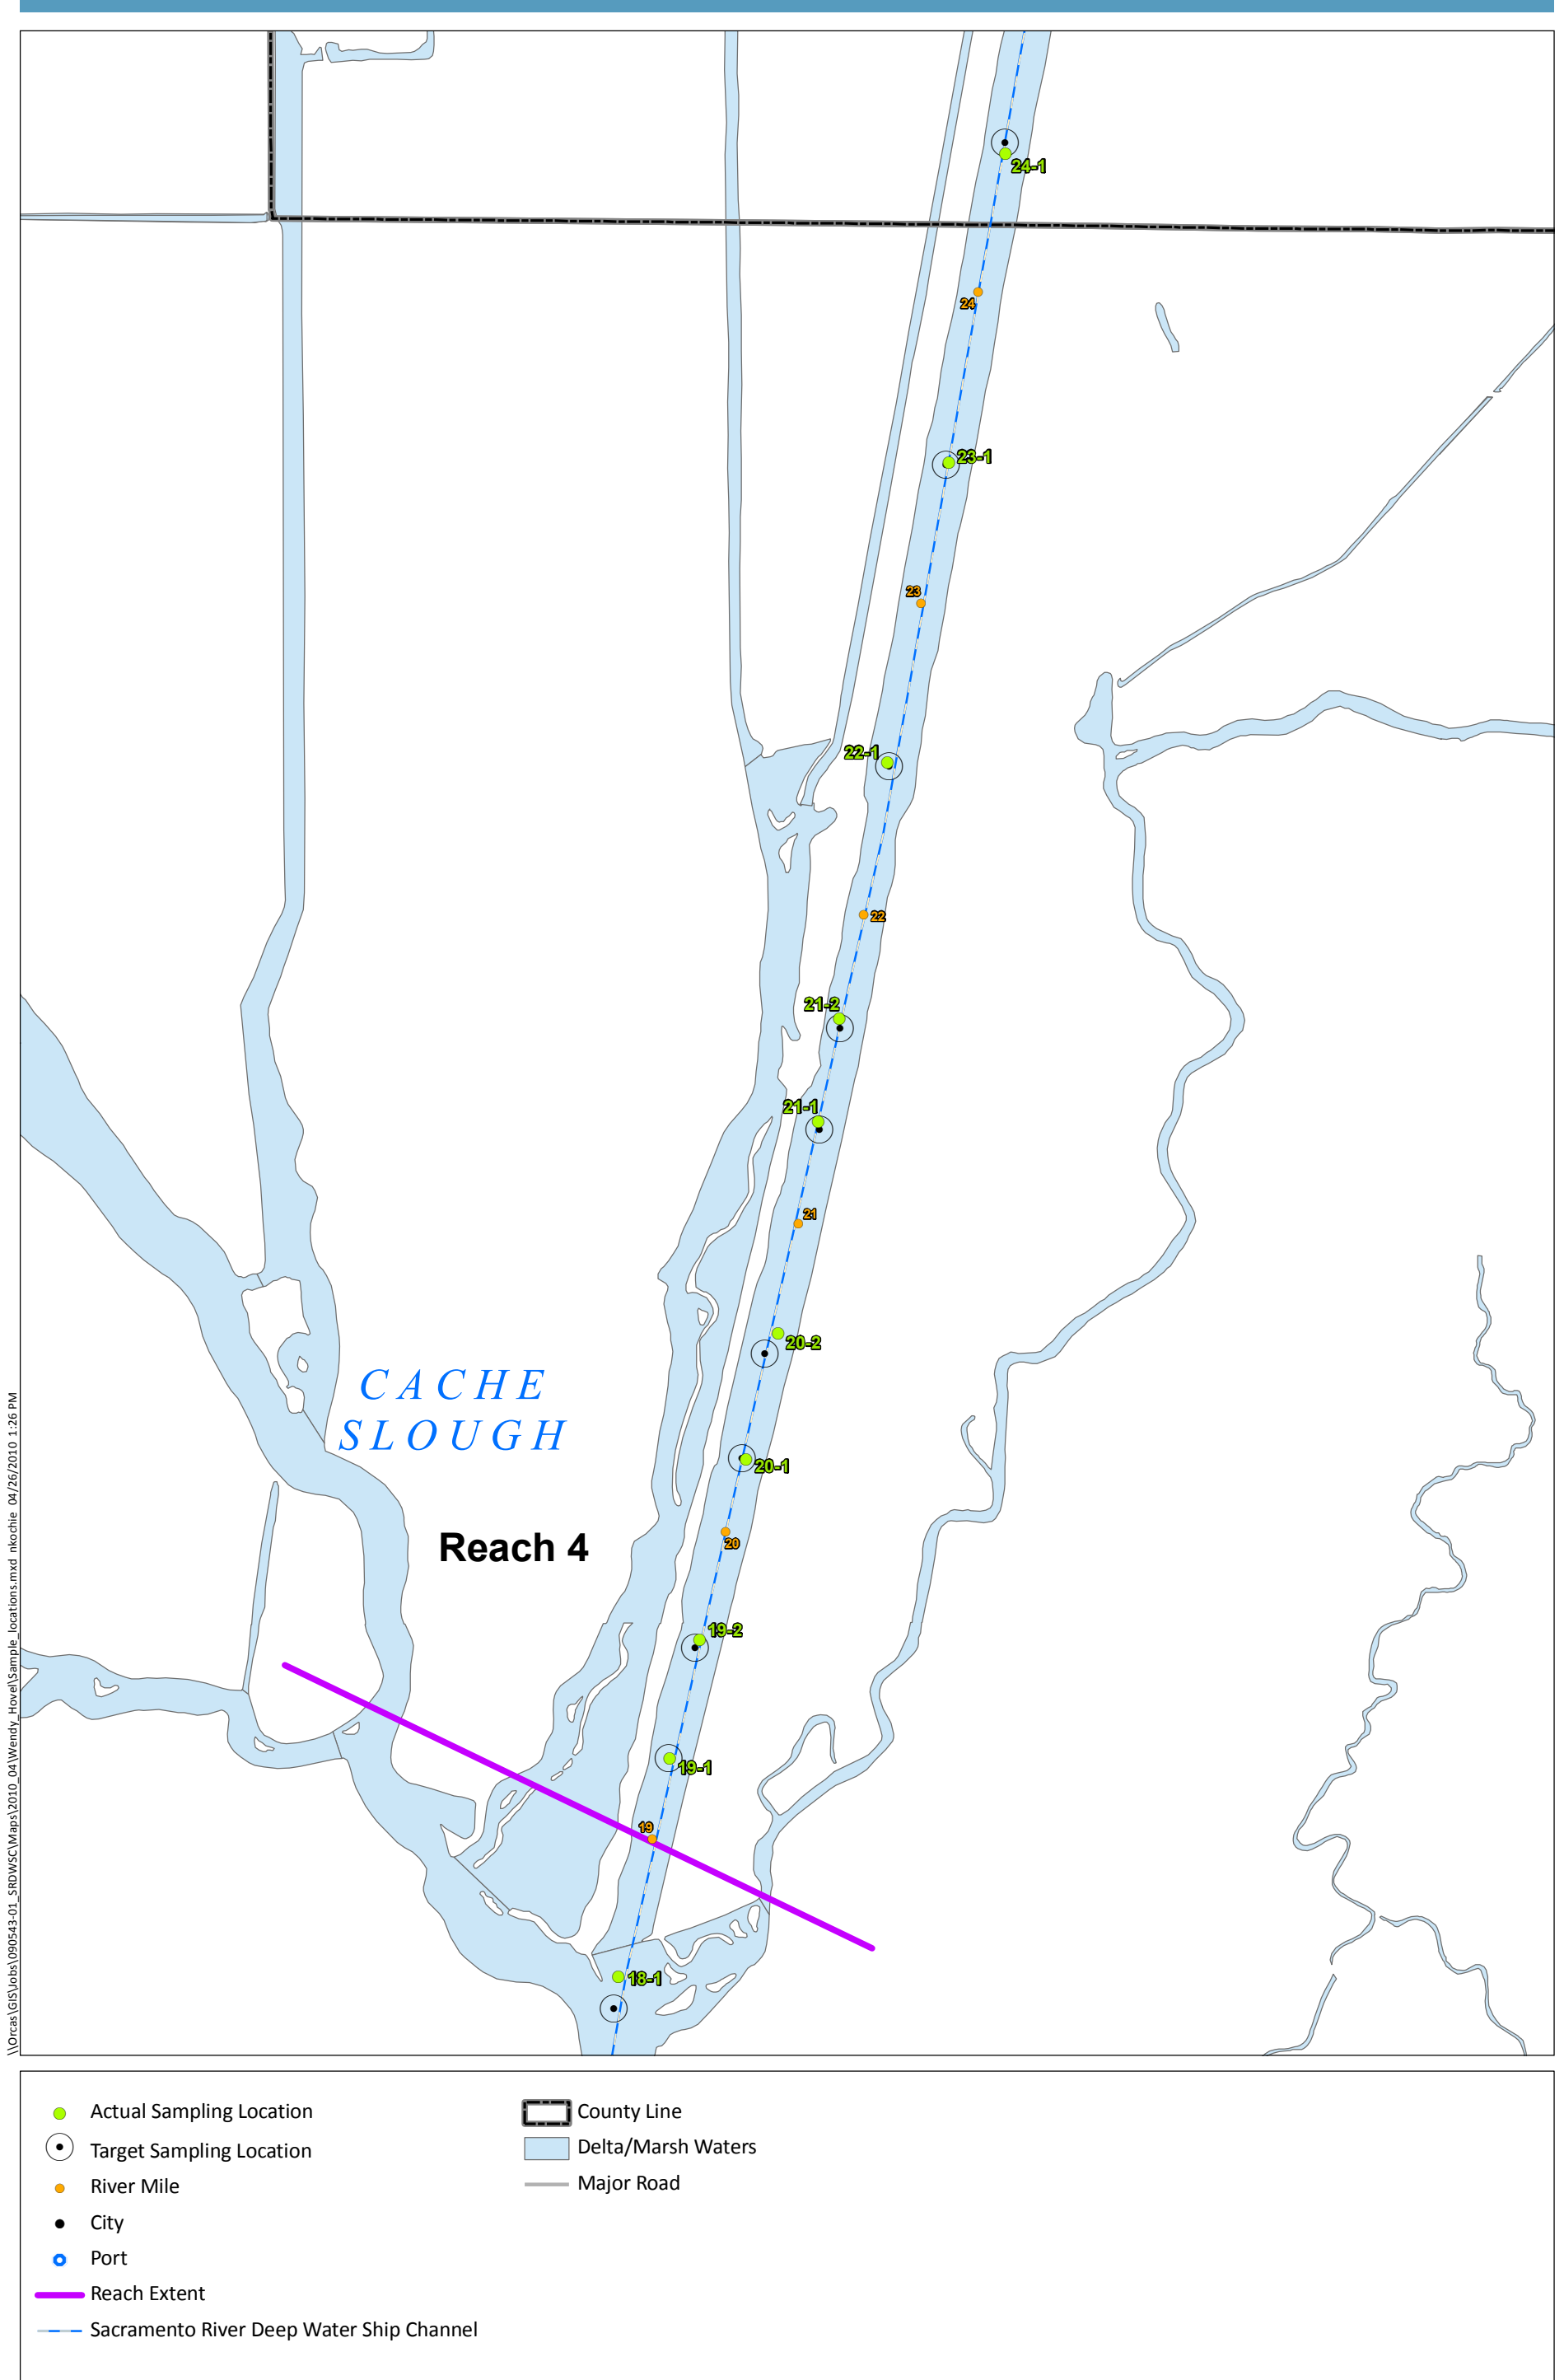 24-1
24
23-1
23
22-1
22
21-2
21-1
21
20-2
CACHE
SLOUGH
20-1
20
Reach 4
19-2
19-1
19
18-1
\\Orcas\GIS\Jobs\090543-01_SRDWSC\Maps\2010_04\Wendy_Hovel\Sample_locations.mxd nkochie 04/26/2010 1:26 PM
Actual Sampling Location
Target Sampling Location
River Mile
City
Port
Reach Extent
Sacramento River Deep Water Ship Channel
County Line
Delta/Marsh Waters
Major Road